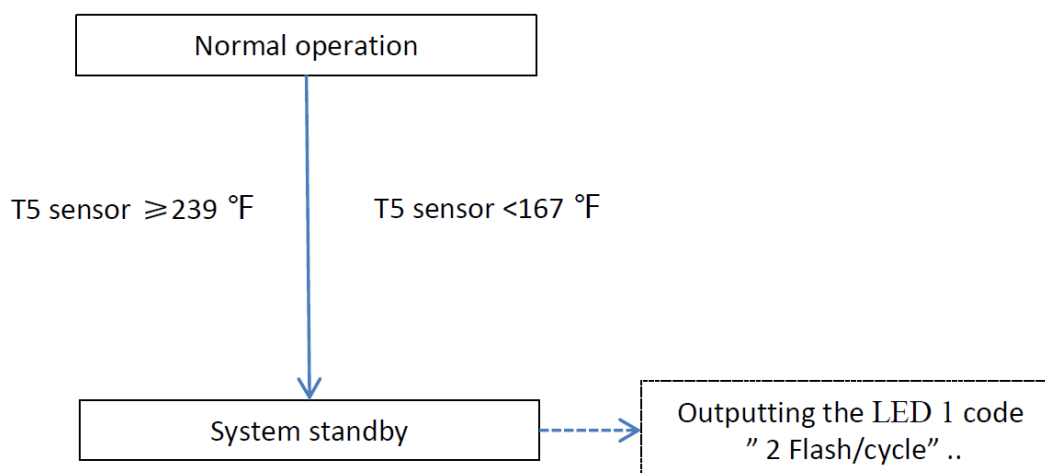 Normal operation
T5 sensor ≥239 ℉
T5 sensor <167 ℉
System standby
Outputting the LED 1 code
” 2 Flash/cycle” ..